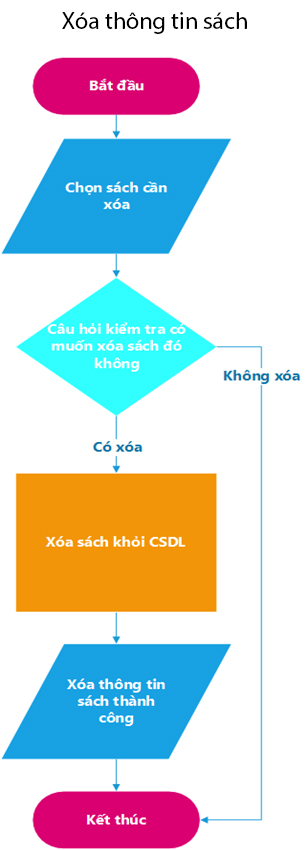 Xóa thông tin sách
Bắt đầu
Chọn sách cần
xóa
Câu hỏi kiểm tra có
muốn xóa sách đó
không
Không xóa
Có xóa
Xóa sách khỏi CSDL
Xóa thông tin
sách thành
công
Kết thúc